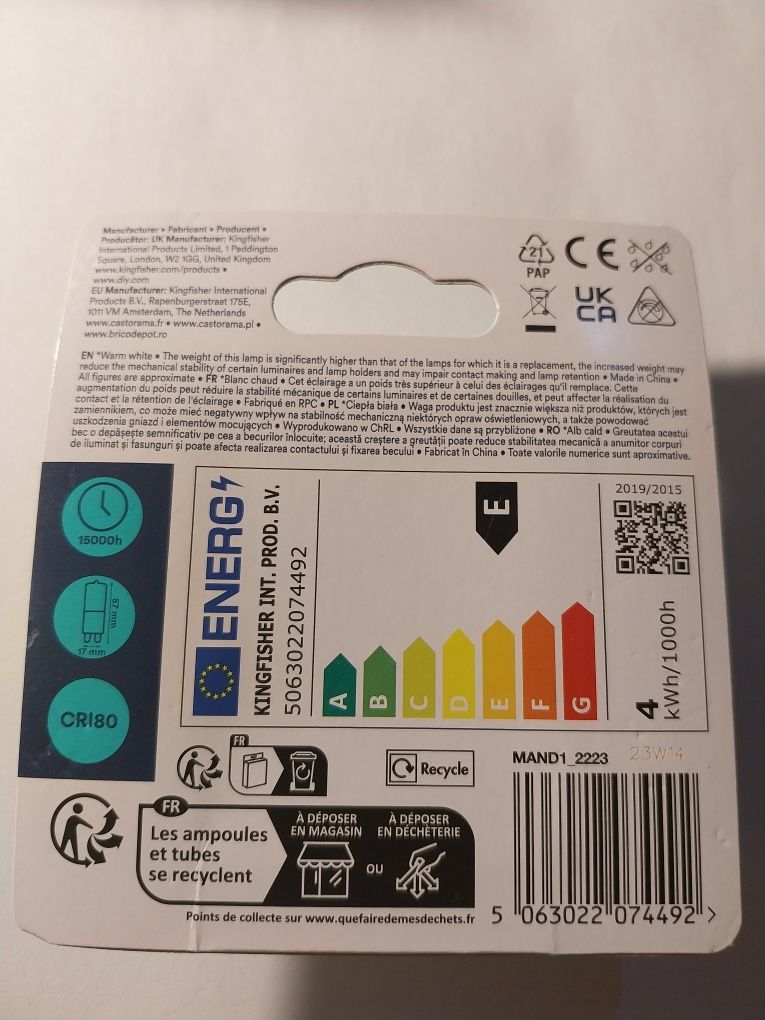 Manufacturer • Fabricant • Producent •
Producător: UK Manufacturer: Kingfisher
International Products Limited, 1 Paddington
Square, London, W2 1GG, United Kingdom
www.kingfisher.com/products •
www.diy.com
EU Manufacturer: Kingfisher International
Products B.V., Rapenburgerstraat 175E,
1011 VM Amsterdam, The Netherlands
www.castorama.fr • www.castorama.pl •
www.bricodepot.ro
21
PAP
CE
UK
CA
EN *Warm white • The weight of this lamp is significantly higher than that of the lamps for which it is a replacement, the increased weight may
reduce the mechanical stability of certain luminaires and lamp holders and may impair contact making and lamp retention • Made in China •
All figures are approximate • FR *Blanc chaud • Cet éclairage a un poids très supérieur à celui des éclairages qu'il remplace. Cette
augmentation du poids peut réduire la stabilité mécanique de certains luminaires et de certaines douilles, et peut affecter la réalisation du
contact et la rétention de l'éclairage • Fabriqué en RPC • PL *Ciepła biała • Waga produktu jest znacznie większa niż produktów, których jest
zamiennikiem, co może mieć negatywny wpływ na stabilność mechaniczną niektórych opraw oświetleniowych, a także powodować
uszkodzenia gniazd i elementów mocujących • Wyprodukowano w ChRL • Wszystkie dane są przybliżone • RO *Alb cald • Greutatea acestui
bec o depășește semnificativ pe cea a becurilor înlocuite; această creștere a greutății poate reduce stabilitatea mecanică a anumitor corpuri
de iluminat și fasunguri și poate afecta realizarea contactului și fixarea becului • Fabricat în China • Toate valorile numerice sunt aproximative.
15000h
57 mm
17 mm
CRI80
ENERG
KINGFISHER INT. PROD. B.V.
5063022074492
A
B
C
D
E
F
G
E
2019/2015
4
kWh/1000h
FR
Recycle
MAND1_2223 23W14
FR
Les ampoules
et tubes
se recyclent
À DÉPOSER
EN MAGASIN
OU
À DÉPOSER
EN DÉCHÈTERIE
Points de collecte sur www.quefairedemesdechets.fr
5 063022 074492 >